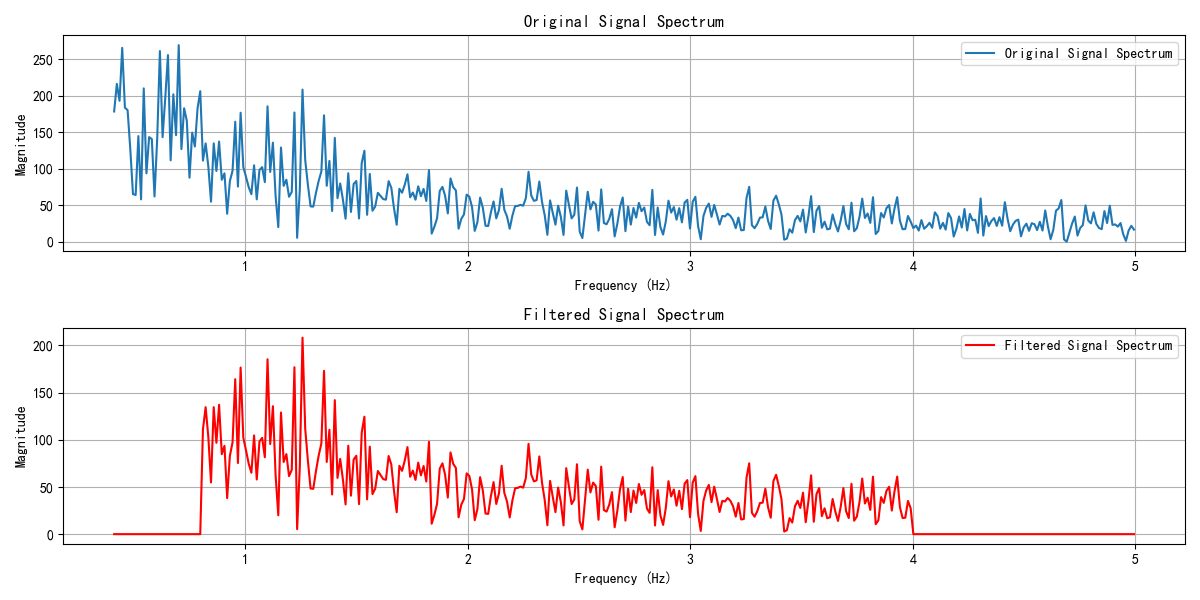 Original Signal Spectrum
Original Signal Spectrum
Magnitude
250
200
150
100
50
0
1
2
3
4
5
Frequency (Hz)
Filtered Signal Spectrum
Filtered Signal Spectrum
Magnitude
200
150
100
50
0
1
2
3
4
5
Frequency (Hz)